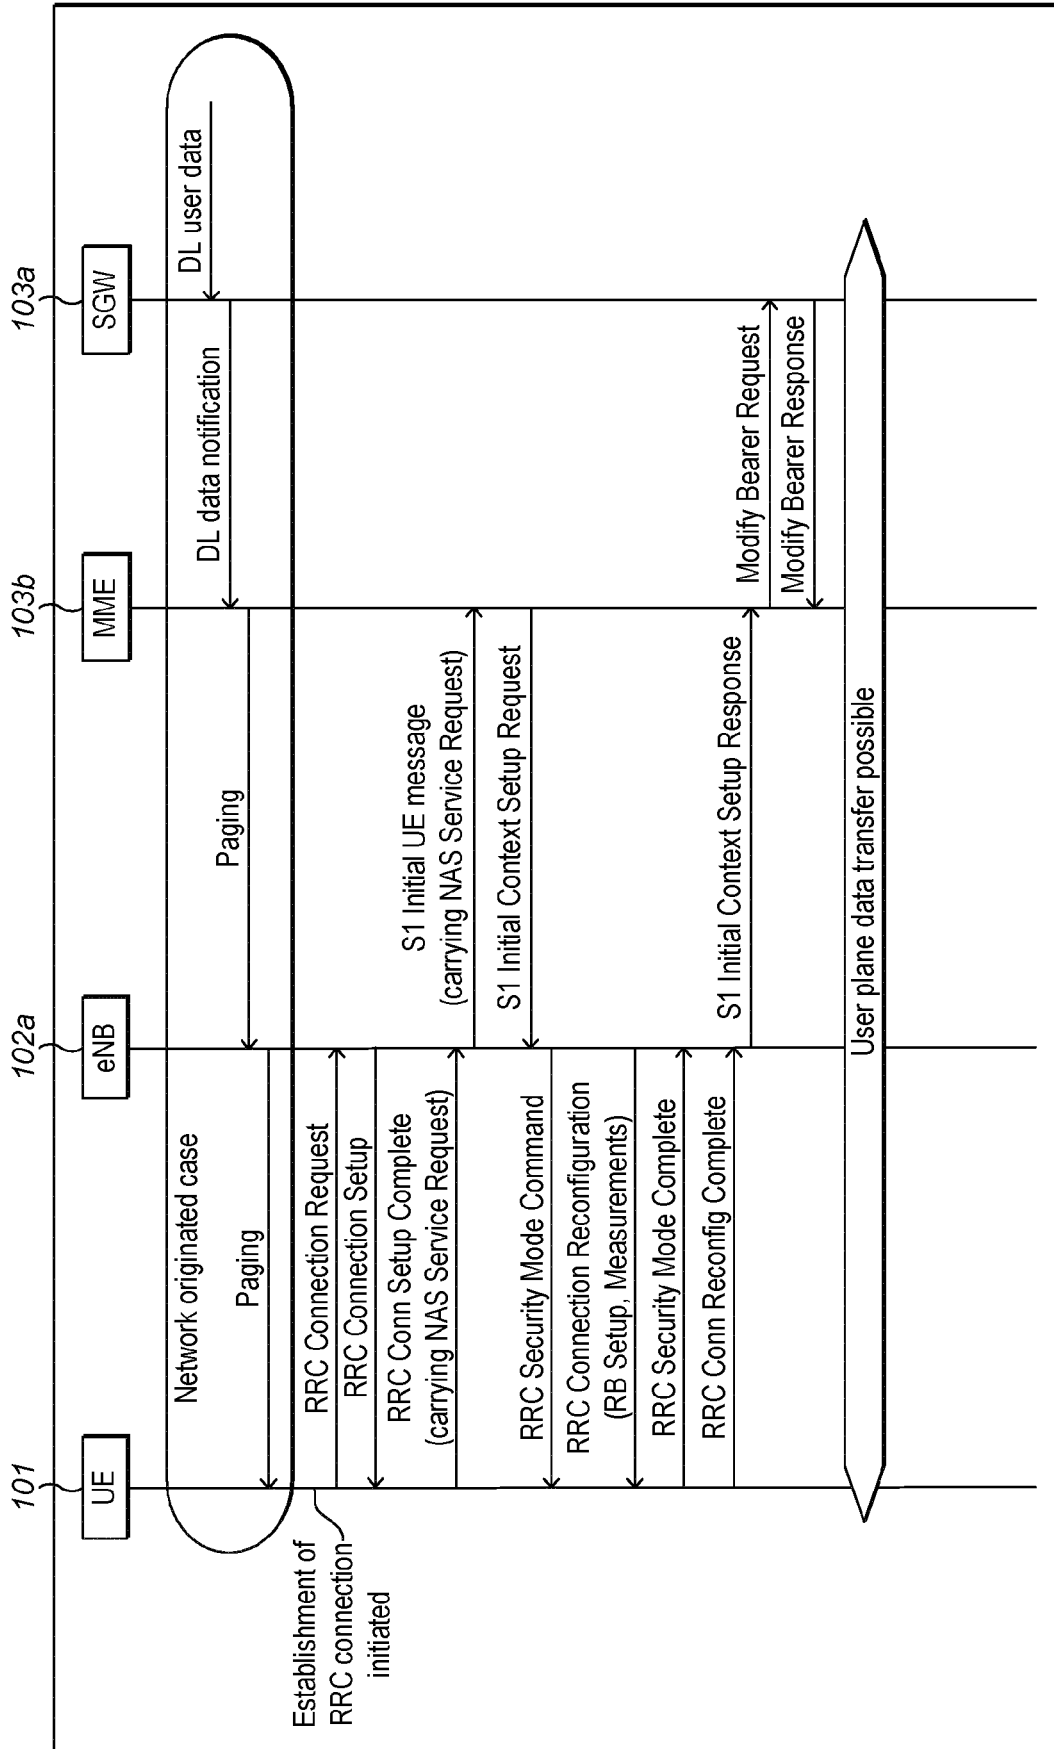 101
102a
103b
103a
UE
eNB
MME
SGW
Network originated case
DL user data
DL data notification
Paging
Paging
Establishment of
RRC connection
initiated
RRC Connection Request
RRC Connection Setup
RRC Conn Setup Complete
(carrying NAS Service Request)
S1 Initial UE message
(carrying NAS Service Request)
S1 Initial Context Setup Request
RRC Security Mode Command
RRC Connection Reconfiguration
(RB Setup, Measurements)
RRC Security Mode Complete
RRC Conn Reconfig Complete
S1 Initial Context Setup Response
Modify Bearer Request
Modify Bearer Response
User plane data transfer possible